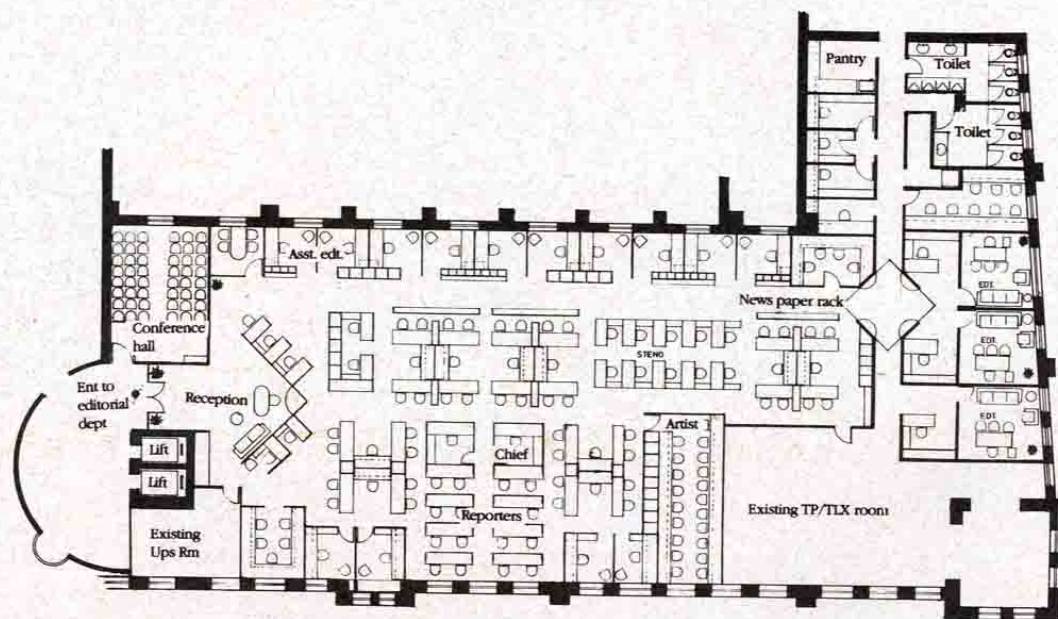 Pantry
Toilet
Toilet
Asst. edt.
News paper rack
EDT.
Conference
hall
STENO
EDT.
Ent to
editorial
dept
Reception
EDT.
Artist
Lift
Chief
Lift
Reporters
Existing TP/TLX room
Existing
Ups Rm